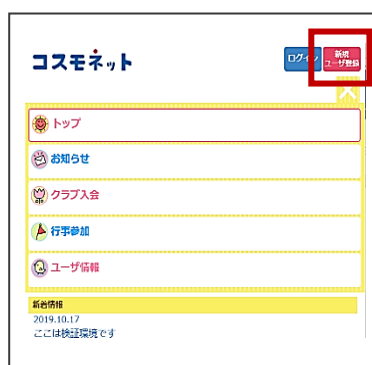 コスモネット
ログイン
新規
ユーザ登録
トップ
お知らせ
クラブ入会
行事参加
ユーザ情報
新着情報
2019.10.17
ここは検証環境です